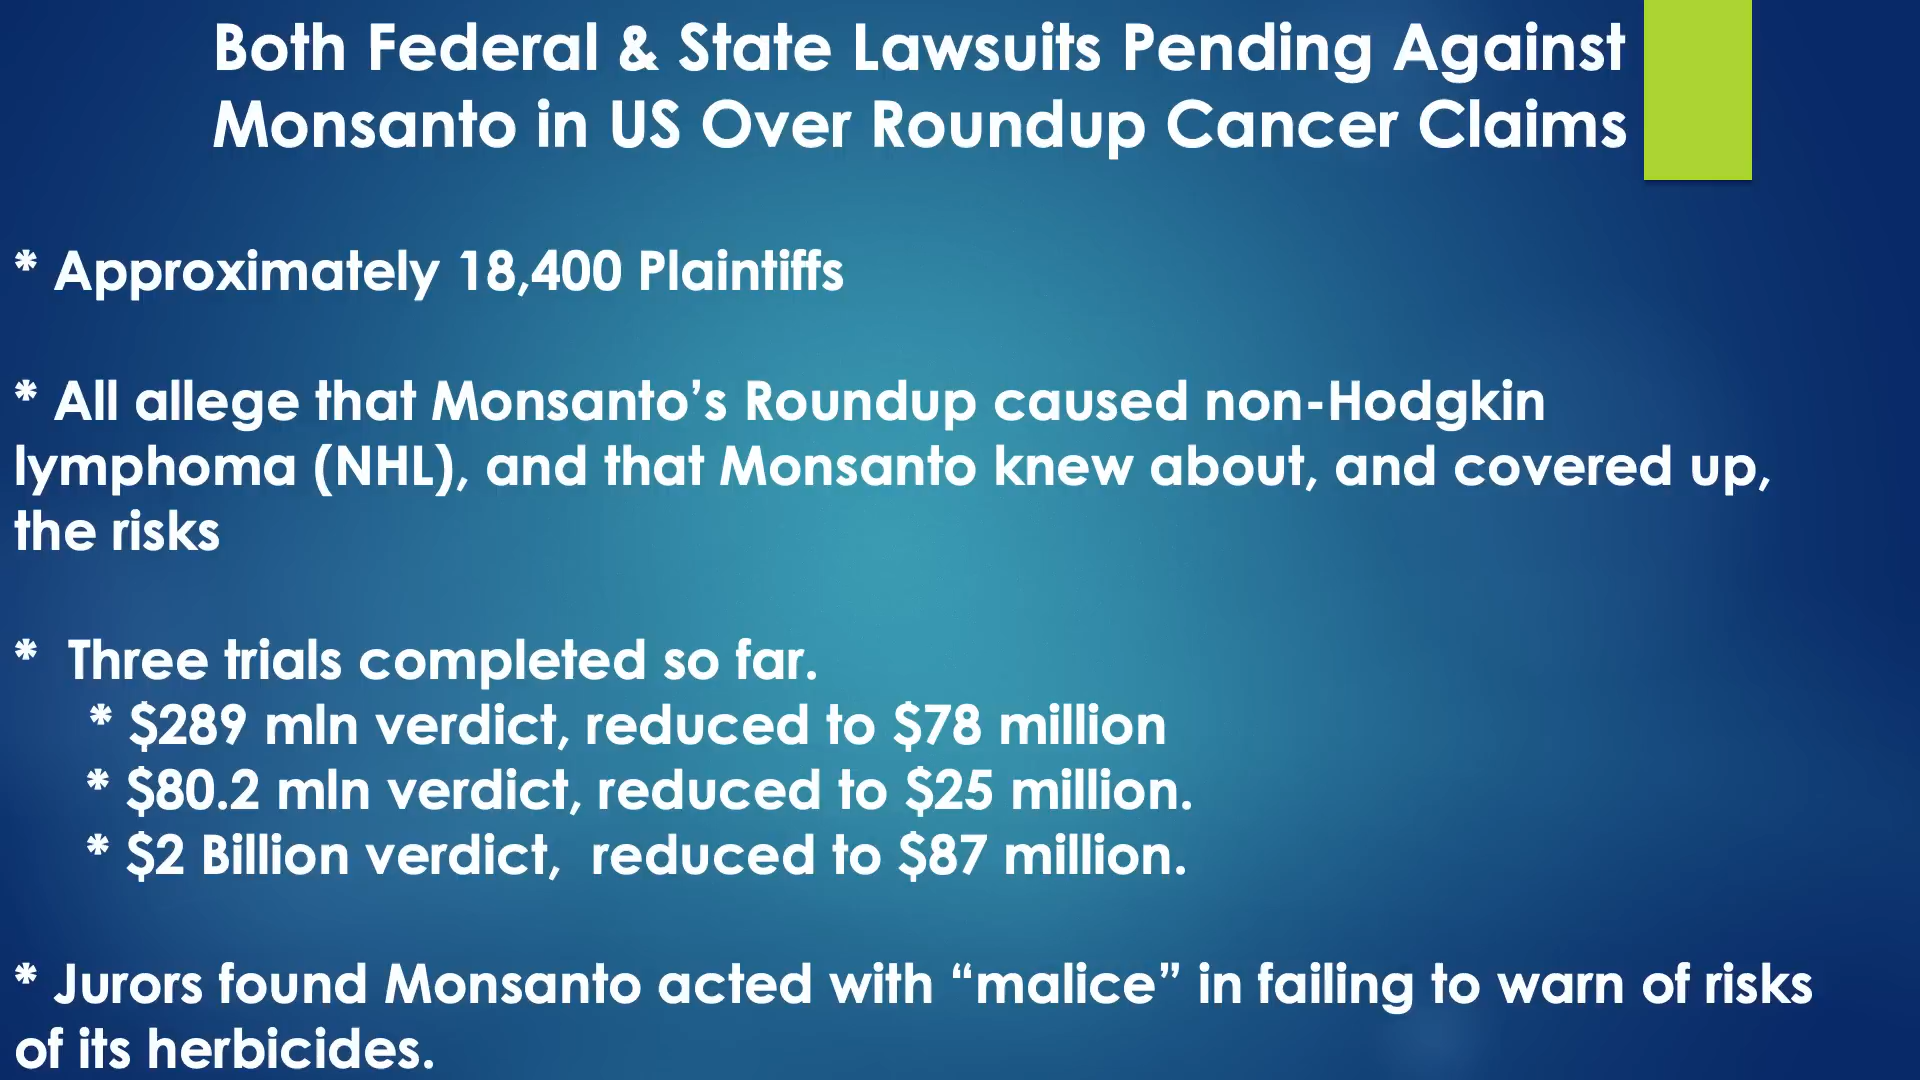 Both Federal & State Lawsuits Pending Against
Monsanto in US Over Roundup Cancer Claims
* Approximately 18,400 Plaintiffs
* All allege that Monsanto’s Roundup caused non-Hodgkin
lymphoma (NHL), and that Monsanto knew about, and covered up,
the risks
* Three trials completed so far.
* $289 mln verdict, reduced to $78 million
* $80.2 mln verdict, reduced to $25 million.
* $2 Billion verdict, reduced to $87 million.
* Jurors found Monsanto acted with “malice” in failing to warn of risks
of its herbicides.